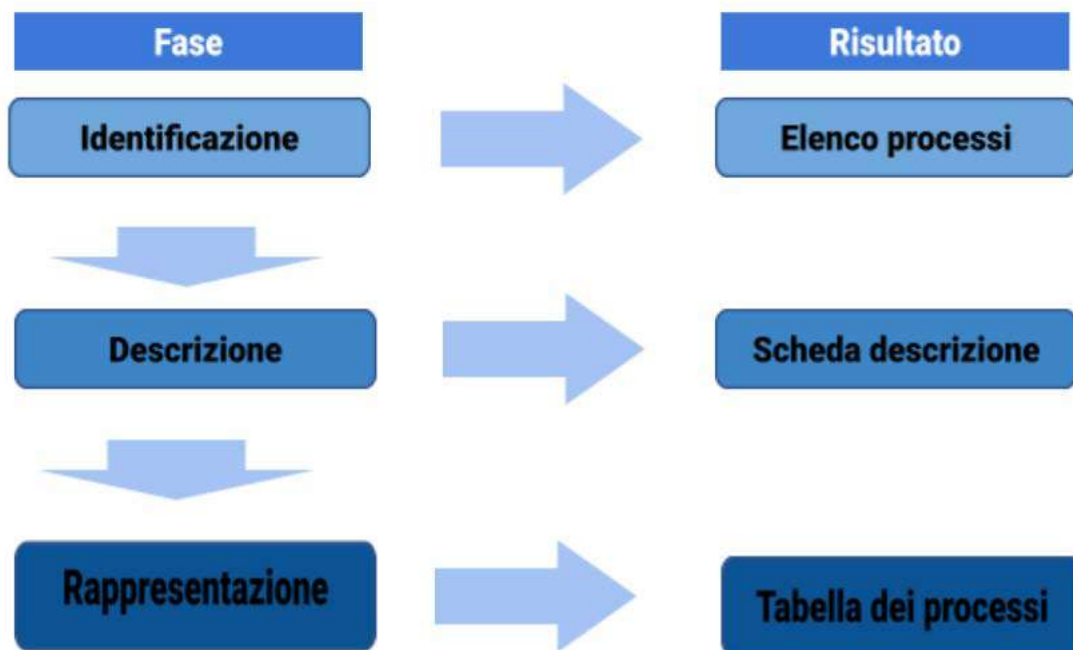 Fase
Risultato
Identificazione
Elenco processi
Descrizione
Scheda descrizione
Rappresentazione
Tabella dei processi